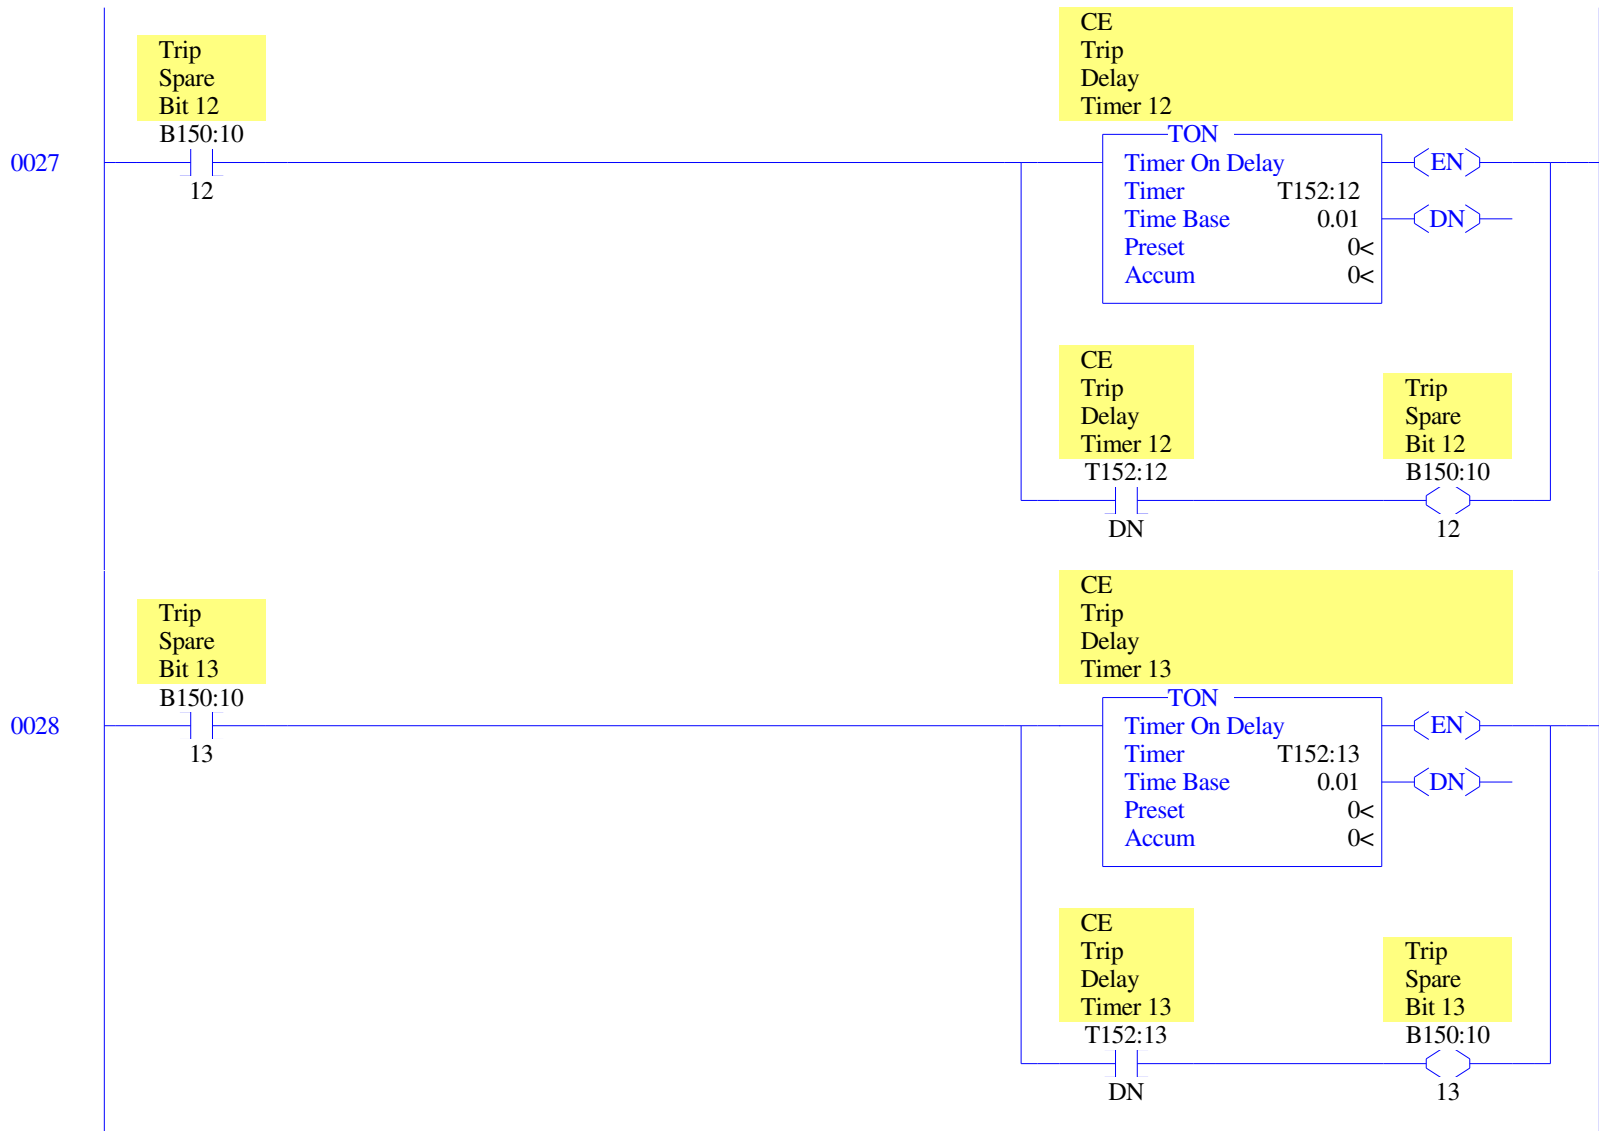 CE
Trip
Delay
Timer 12
Trip
Spare
Bit 12
B150:10
TON
0027
12
Timer On Delay
EN
Timer T152:12
Time Base 0.01
DN
Preset 0<
Accum 0<
CE
Trip
Delay
Timer 12
T152:12
DN
Trip
Spare
Bit 12
B150:10
12
CE
Trip
Delay
Timer 13
Trip
Spare
Bit 13
B150:10
TON
0028
13
Timer On Delay
EN
Timer T152:13
Time Base 0.01
DN
Preset 0<
Accum 0<
CE
Trip
Delay
Timer 13
T152:13
DN
Trip
Spare
Bit 13
B150:10
13